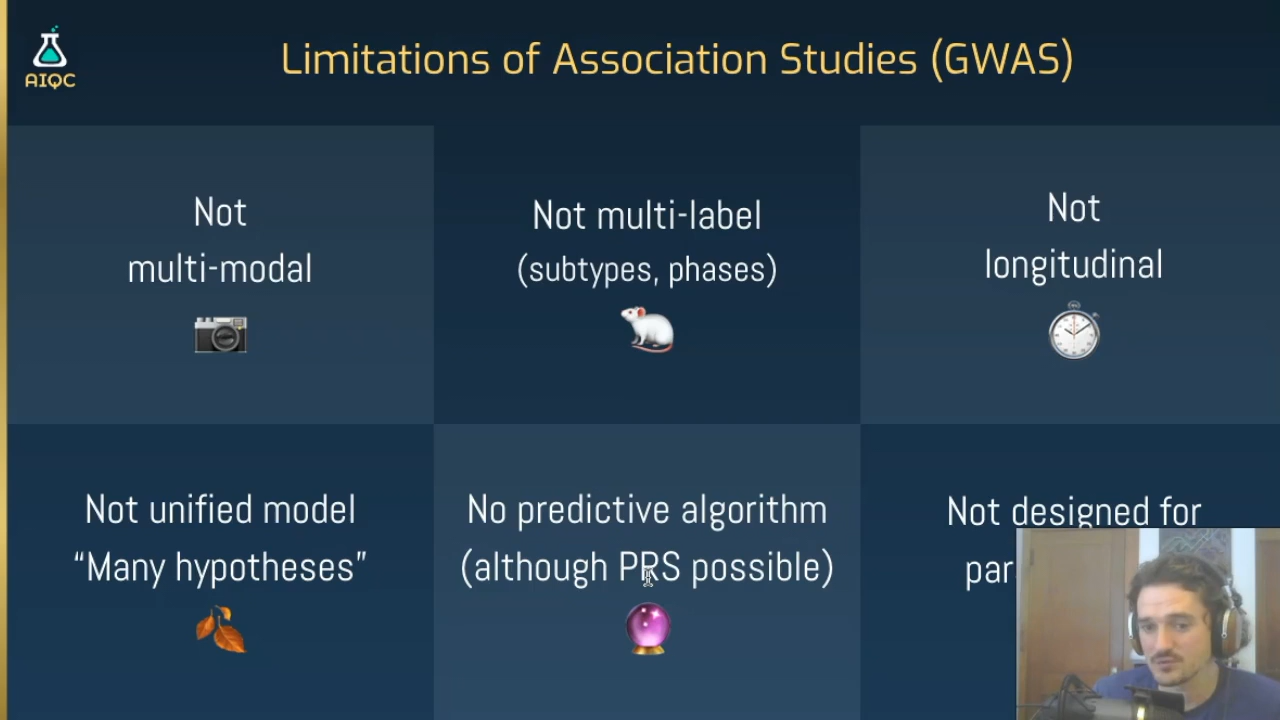 AIQC
Limitations of Association Studies (GWAS)
Not
multi-modal
Not multi-label
(subtypes, phases)
Not
longitudinal
Not unified model
“Many hypotheses”
No predictive algorithm
(although PRS possible)
Not designed for